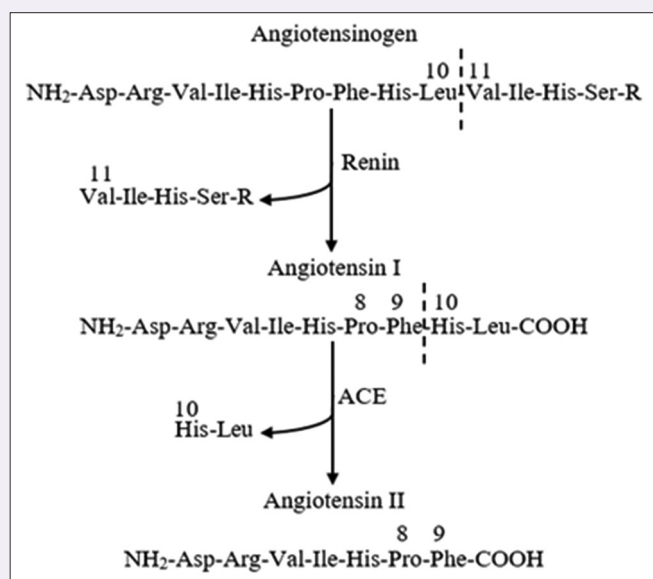 Angiotensinogen
10 11
NH₂-Asp-Arg-Val-Ile-His-Pro-Phe-His-Leu-Val-Ile-His-Ser-R
Renin
11
Val-Ile-His-Ser-R
Angiotensin I
8 9 10
NH₂-Asp-Arg-Val-Ile-His-Pro-Phe-His-Leu-COOH
ACE
10
His-Leu
Angiotensin II
8 9
NH₂-Asp-Arg-Val-Ile-His-Pro-Phe-COOH